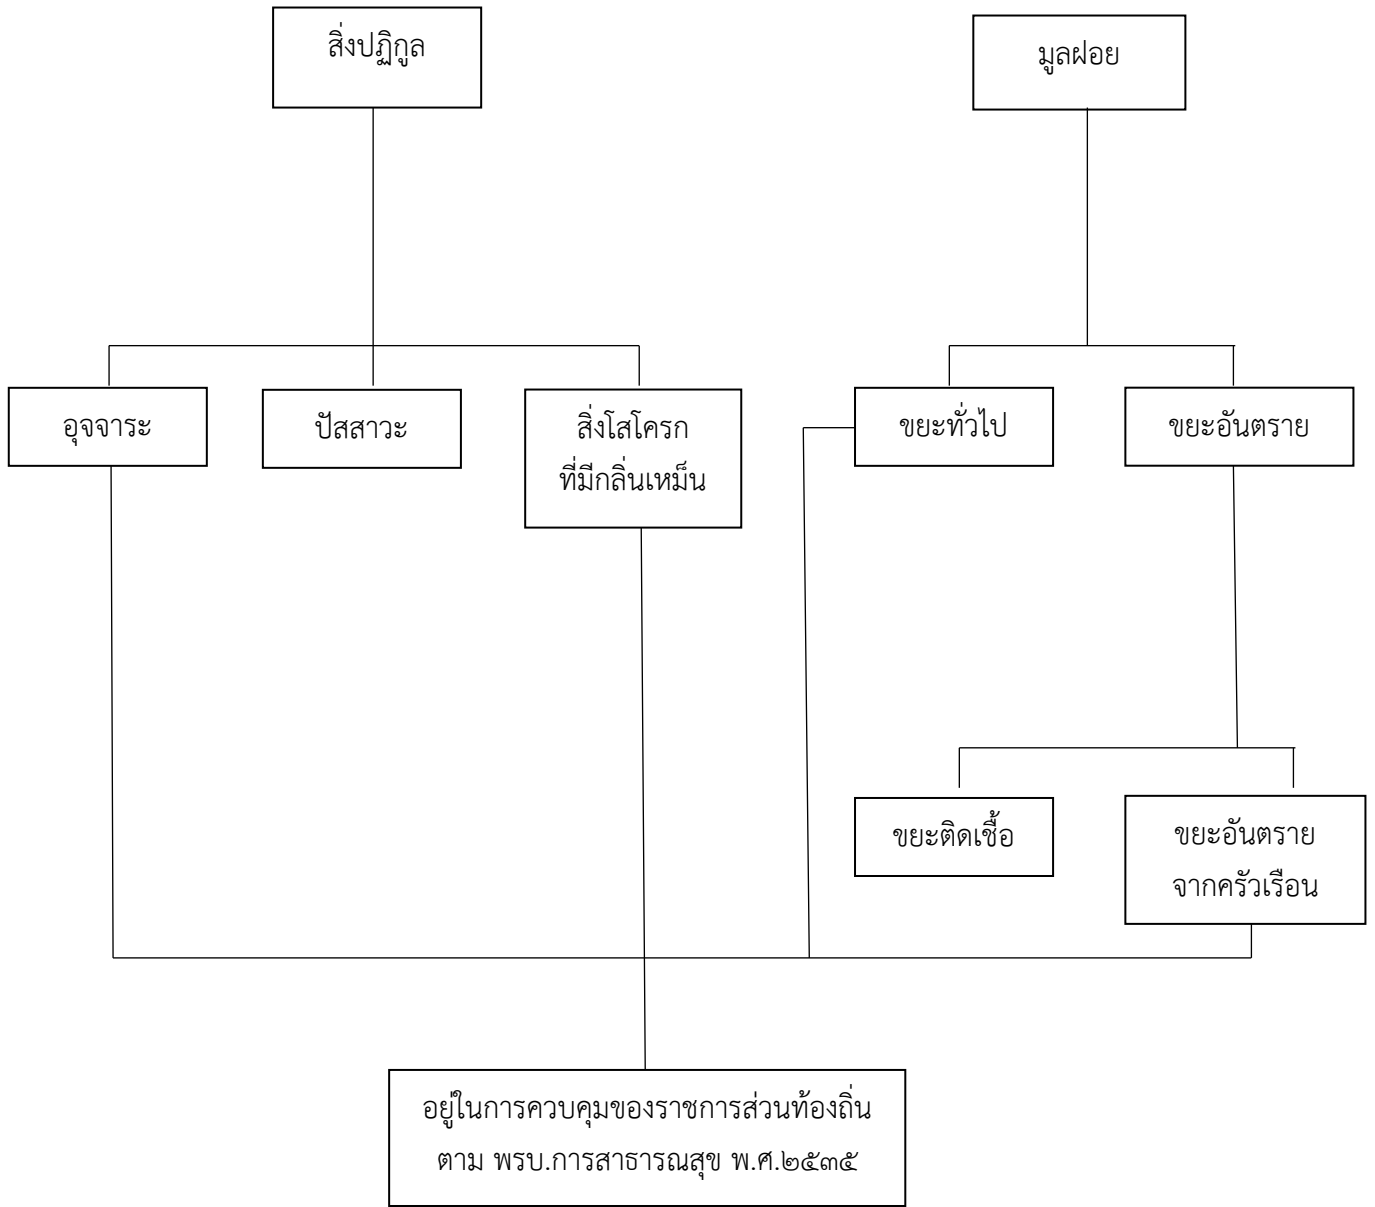 สิ่งปฏิกูล
มูลฝอย
อุจจาระ
ปัสสาวะ
สิ่งโสโครก
ที่มีกลิ่นเหม็น
ขยะทั่วไป
ขยะอันตราย
ขยะติดเชื้อ
ขยะอันตราย
จากครัวเรือน
อยู่ในการควบคุมของราชการส่วนท้องถิ่น
ตาม พรบ.การสาธารณสุข พ.ศ.๒๕๓๕